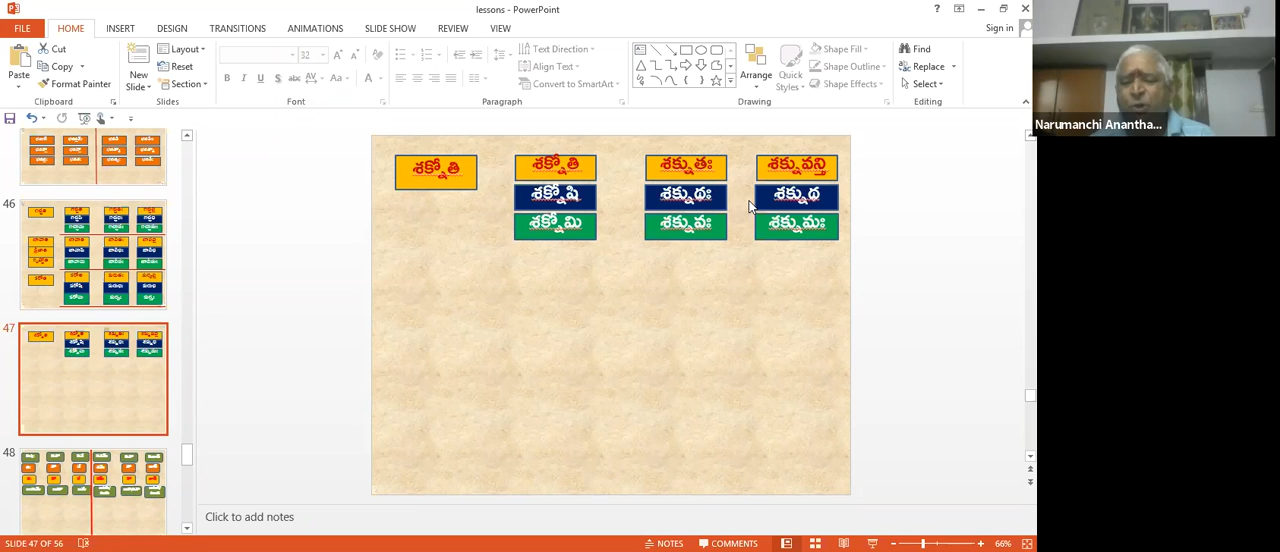 lessons - PowerPoint
Sign in
FILE HOME INSERT DESIGN TRANSITIONS ANIMATIONS SLIDE SHOW REVIEW VIEW
Paste
Cut
Copy
Format Painter
Clipboard
New Slide
Layout
Reset
Section
Slides
32
Font
Text Direction
Align Text
Convert to SmartArt
Paragraph
Arrange
Quick Styles
Shape Fill
Shape Outline
Shape Effects
Drawing
Find
Replace
Select
Editing
Narumanchi Anantha...
శక్నోతి శక్నోతి శక్నుతః శక్నువన్తి
శక్నోషి శక్నుథః శక్నుథ
శక్నోమి శక్నువః శక్నుమః
46
47
48
Click to add notes
SLIDE 47 OF 56
NOTES
COMMENTS
66%